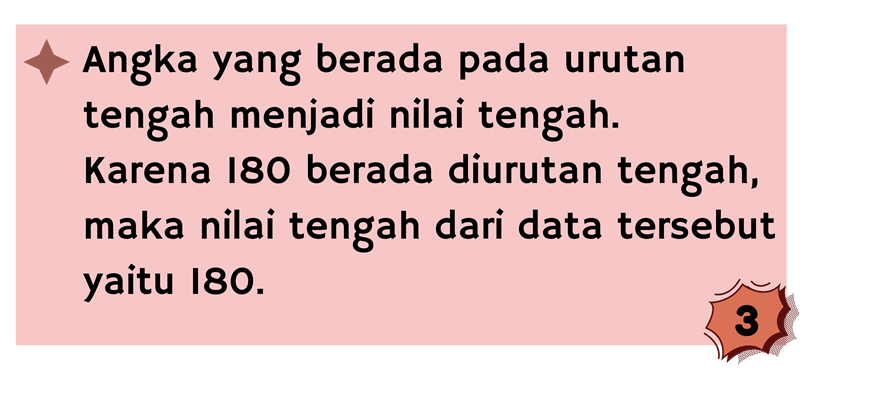 Angka yang berada pada urutan
tengah menjadi nilai tengah.
Karena 180 berada diurutan tengah,
maka nilai tengah dari data tersebut
yaitu 180.
3